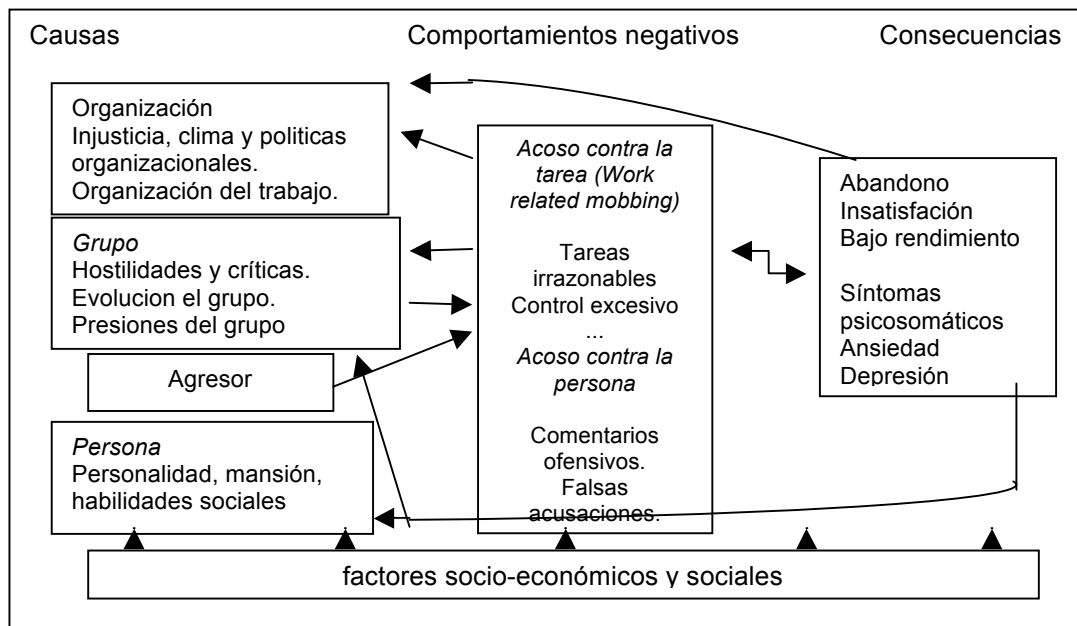 Causas
Comportamientos negativos
Consecuencias
Organización
Injusticia, clima y politicas
organizacionales.
Organización del trabajo.
Grupo
Hostilidades y críticas.
Evolucion el grupo.
Presiones del grupo
Agresor
Persona
Personalidad, mansión,
habilidades sociales
Acoso contra la
tarea (Work
related mobbing)
Tareas
irrazonables
Control excesivo
...
Acoso contra la
persona
Comentarios
ofensivos.
Falsas
acusaciones.
Abandono
Insatisfación
Bajo rendimiento
Síntomas
psicosomáticos
Ansiedad
Depresión
factores socio-económicos y sociales